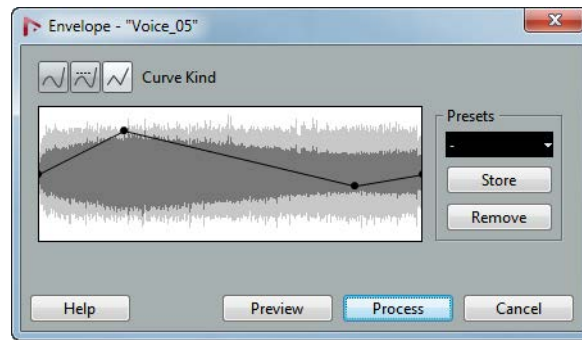 Envelope - "Voice_05"
Curve Kind
Presets
-
Store
Remove
Help
Preview
Process
Cancel